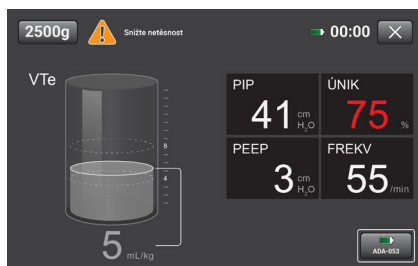 2500g
Snižte netěsnost
00:00
VTe
8
4
5 mL/kg
PIP
41 cm H₂O
ÚNIK
75 %
PEEP
3 cm H₂O
FREKV
55 /min
ADA-053